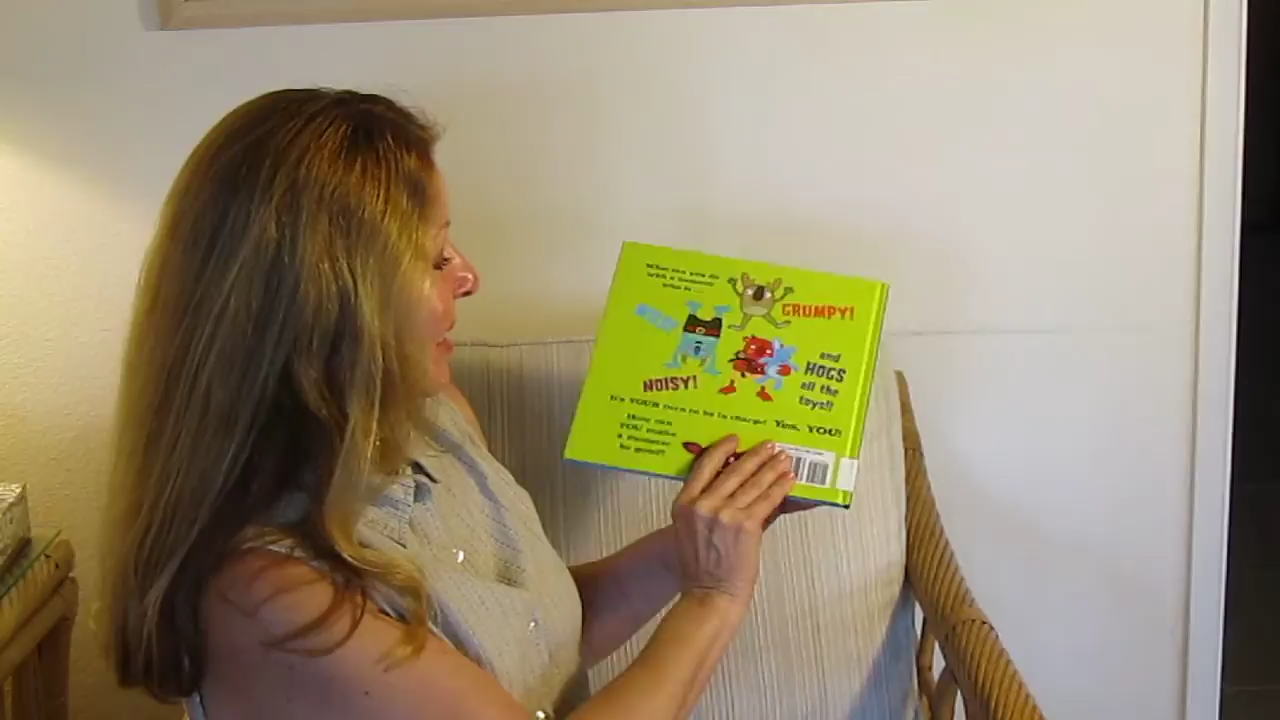 What can you do
with a monster
who is ...
WILD!
GRUMPY!
NOISY!
and
HOGS
all the
toys!!
It's YOUR turn to be in charge! Yes, YOU!
How can
YOU make
a monster
be good?